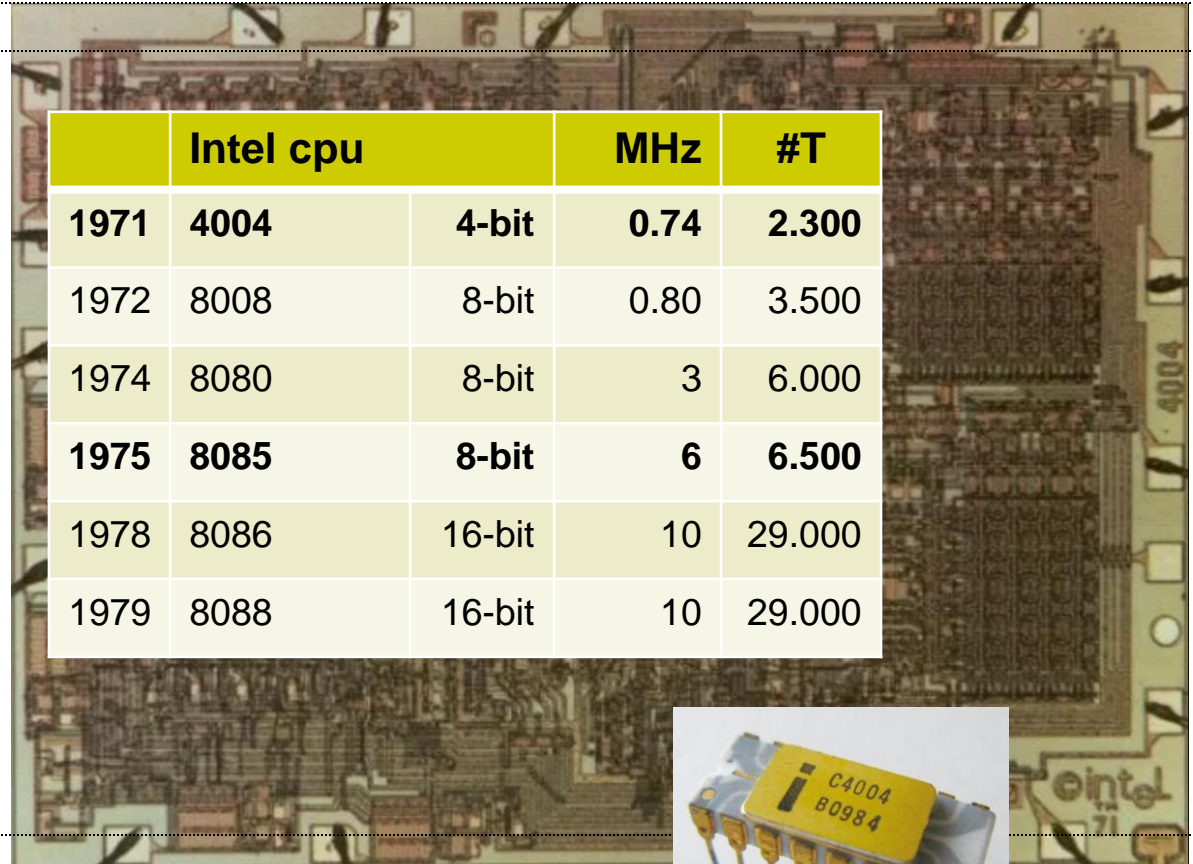 Intel cpu MHz #T
1971 4004 4-bit 0.74 2.300
1972 8008 8-bit 0.80 3.500
1974 8080 8-bit 3 6.000
1975 8085 8-bit 6 6.500
1978 8086 16-bit 10 29.000
1979 8088 16-bit 10 29.000
4004
C4004
B0984
©intel
TM
71